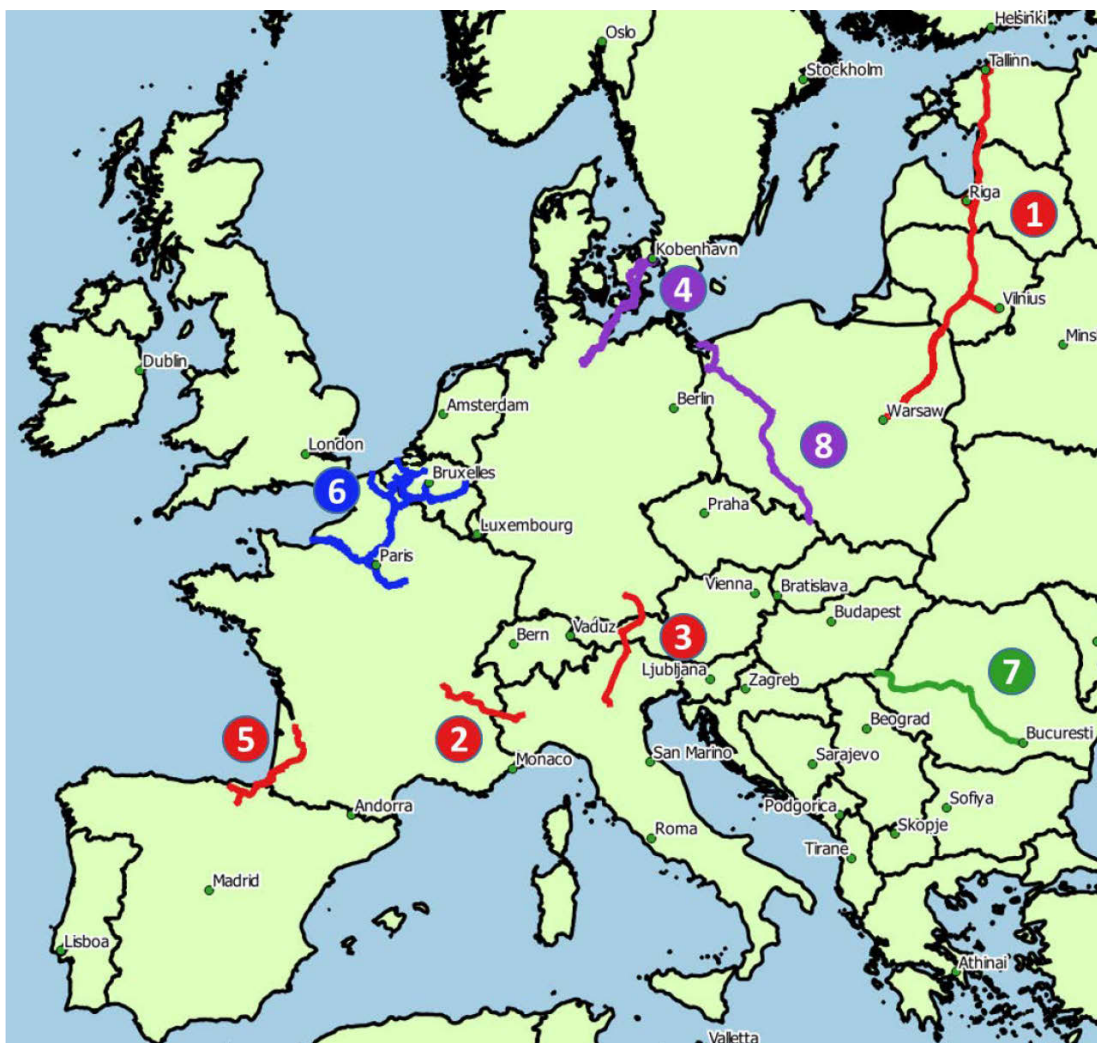 Helsinki
Oslo
Tallinn
Stockholm
Riga
1
Kobenhavn
4
Vilnius
Mins
Dublin
Amsterdam
Berlin
Warsaw
8
London
Bruxelles
6
Praha
Luxembourg
Paris
Vienna
Bratislava
Budapest
Bern
Vaduz
3
Ljubljana
Zagreb
7
5
2
Beograd
Bucuresti
Monaco
San Marino
Sarajevo
Andorra
Podgorica
Sofiya
Skopje
Roma
Tirane
Madrid
Lisboa
Athinai
Valletta